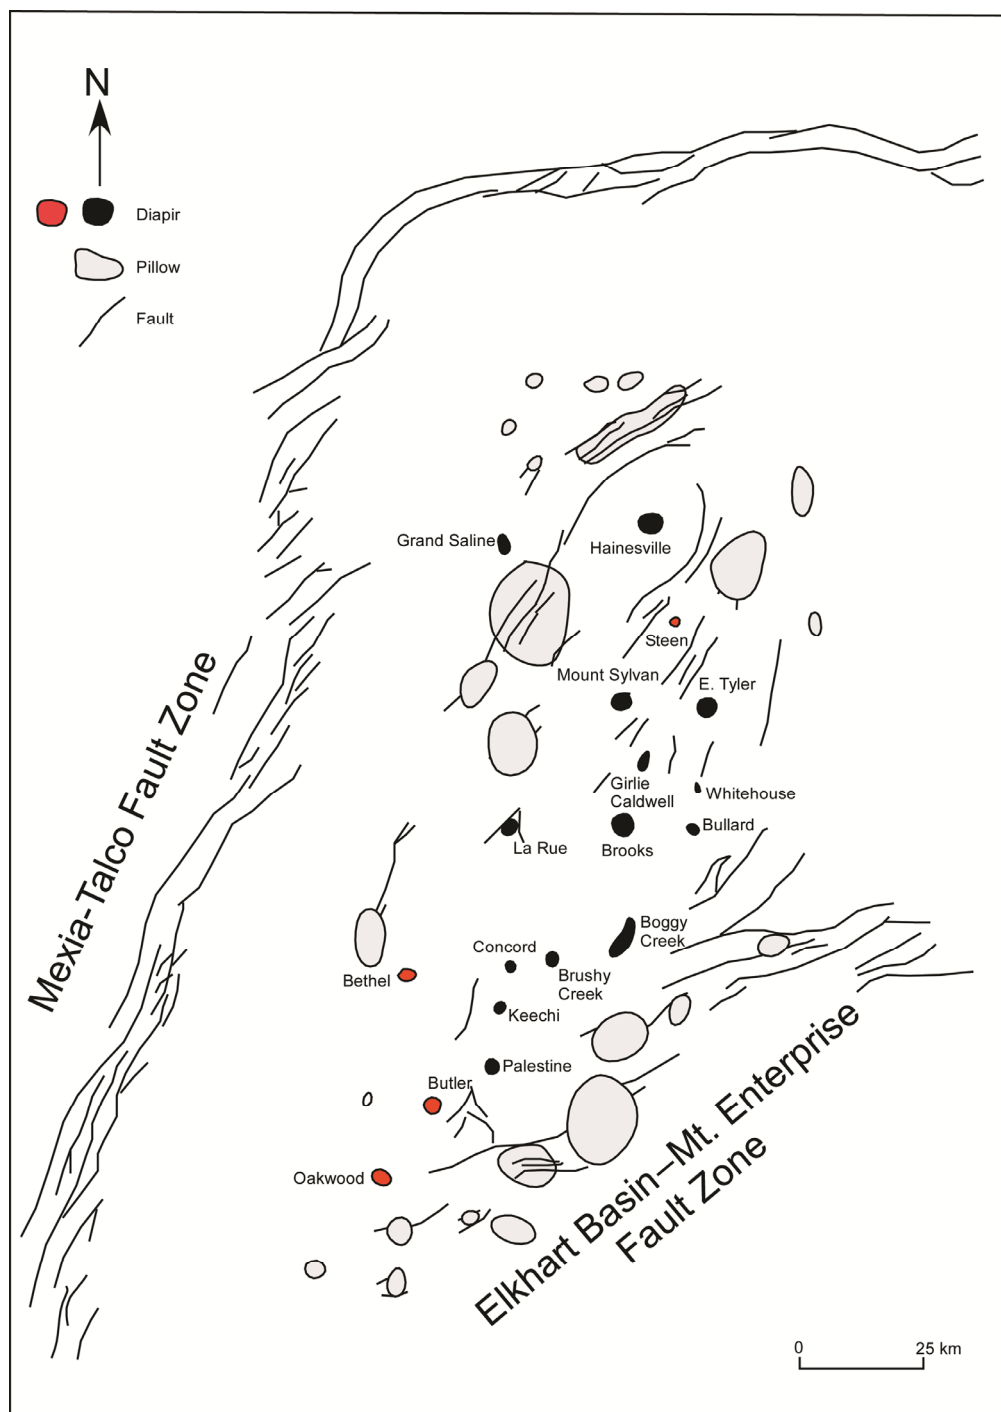 N
Diapir
Pillow
Fault
Grand Saline
Hainesville
Steen
Mount Sylvan
E. Tyler
Girlie
Caldwell
Whitehouse
La Rue
Brooks
Bullard
Boggy
Creek
Concord
Brushy
Creek
Bethel
Keechi
Palestine
Butler
Oakwood
Mexia-Talco Fault Zone
Elkhart Basin–Mt. Enterprise
Fault Zone
0
25 km